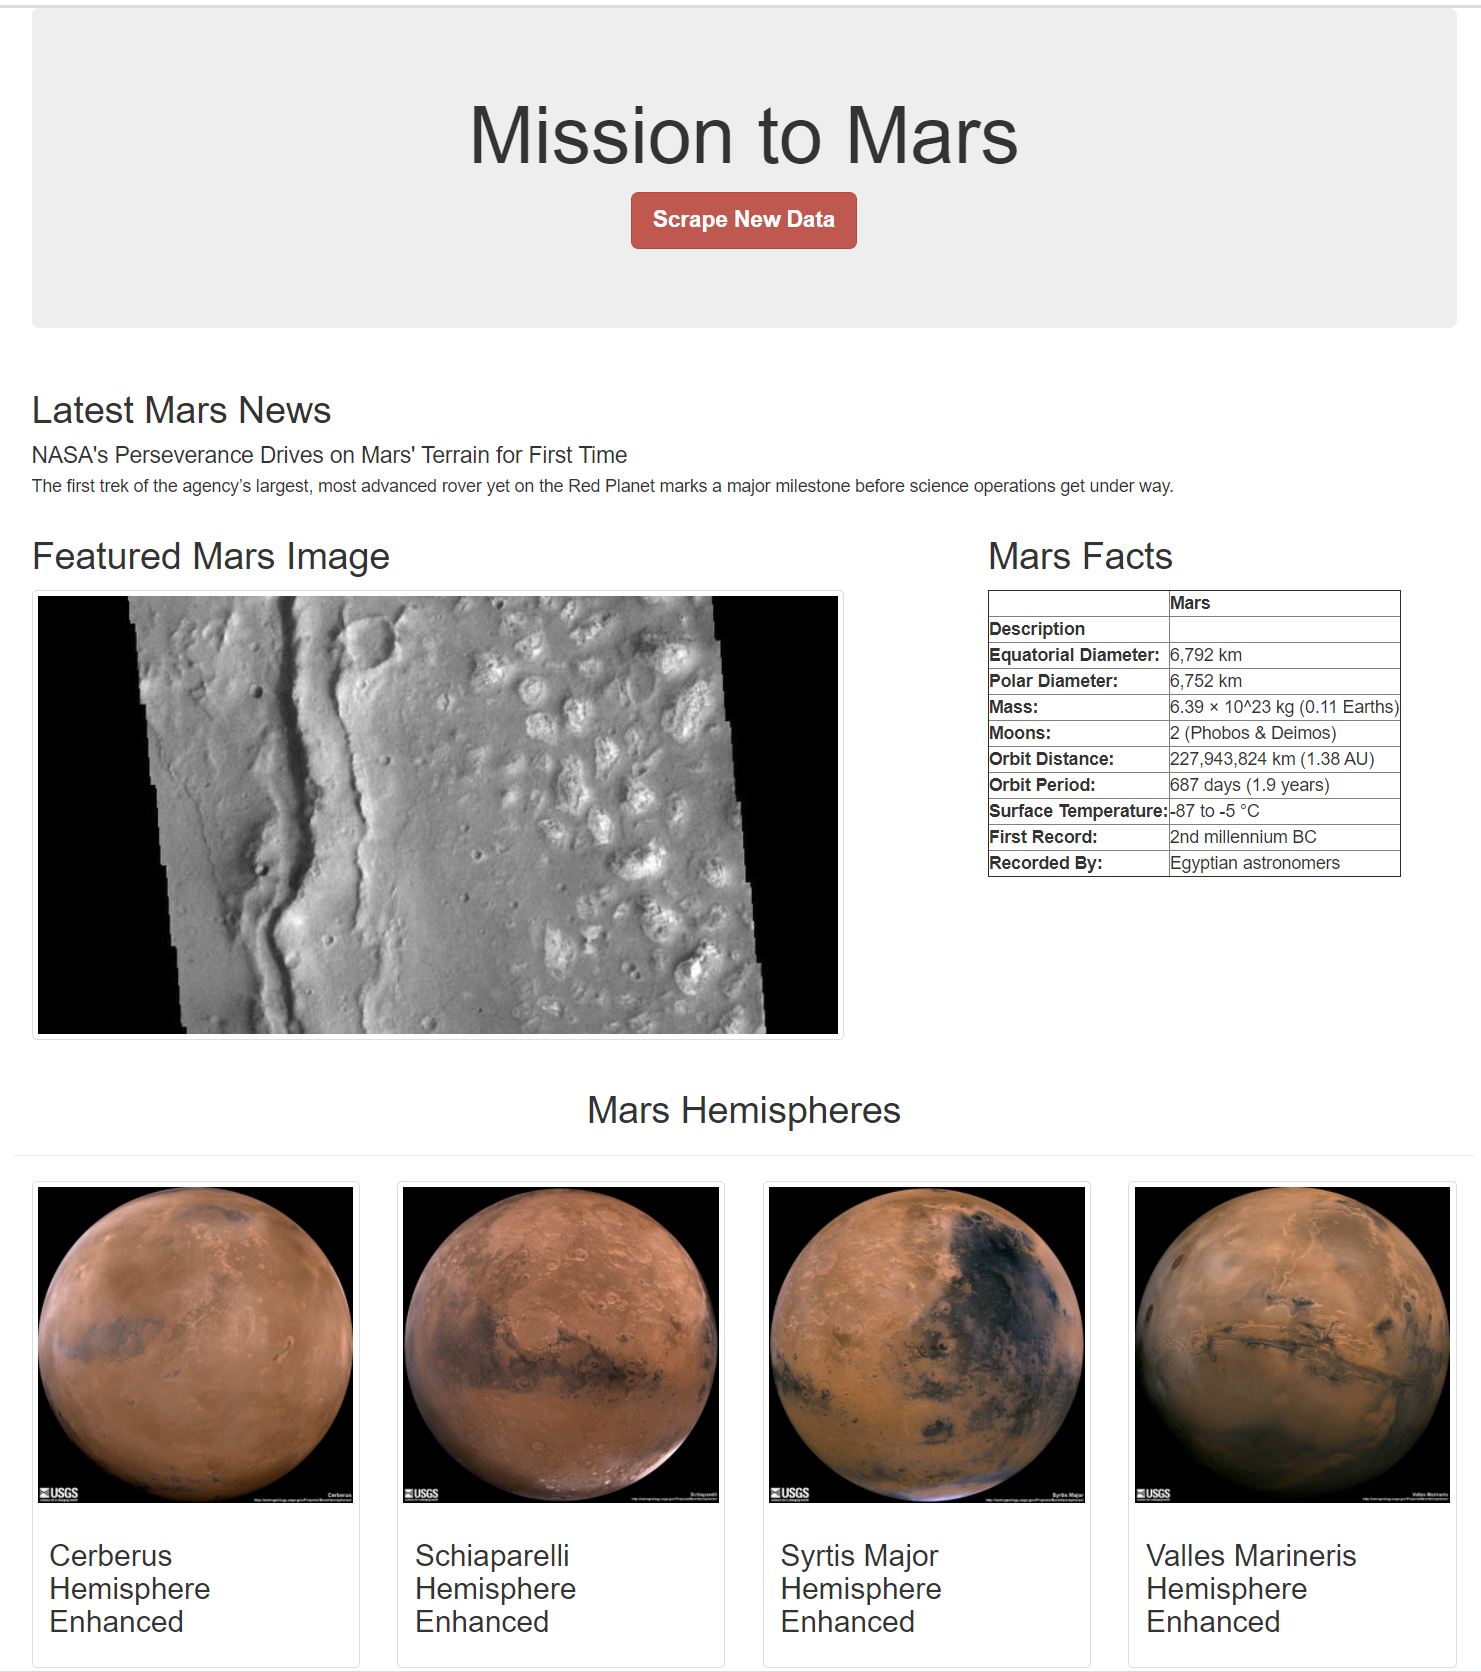 Mission to Mars
Scrape New Data
Latest Mars News
NASA's Perseverance Drives on Mars' Terrain for First Time
The first trek of the agency’s largest, most advanced rover yet on the Red Planet marks a major milestone before science operations get under way.
Featured Mars Image
Mars Facts
Mars
Description
Equatorial Diameter: 6,792 km
Polar Diameter: 6,752 km
Mass: 6.39 × 10^23 kg (0.11 Earths)
Moons: 2 (Phobos & Deimos)
Orbit Distance: 227,943,824 km (1.38 AU)
Orbit Period: 687 days (1.9 years)
Surface Temperature: -87 to -5 °C
First Record: 2nd millennium BC
Recorded By: Egyptian astronomers
Mars Hemispheres
USGS
Cerberus
USGS
Schiaparelli
USGS
Syrtis Major
USGS
Valles Marineris
Cerberus
Hemisphere
Enhanced
Schiaparelli
Hemisphere
Enhanced
Syrtis Major
Hemisphere
Enhanced
Valles Marineris
Hemisphere
Enhanced